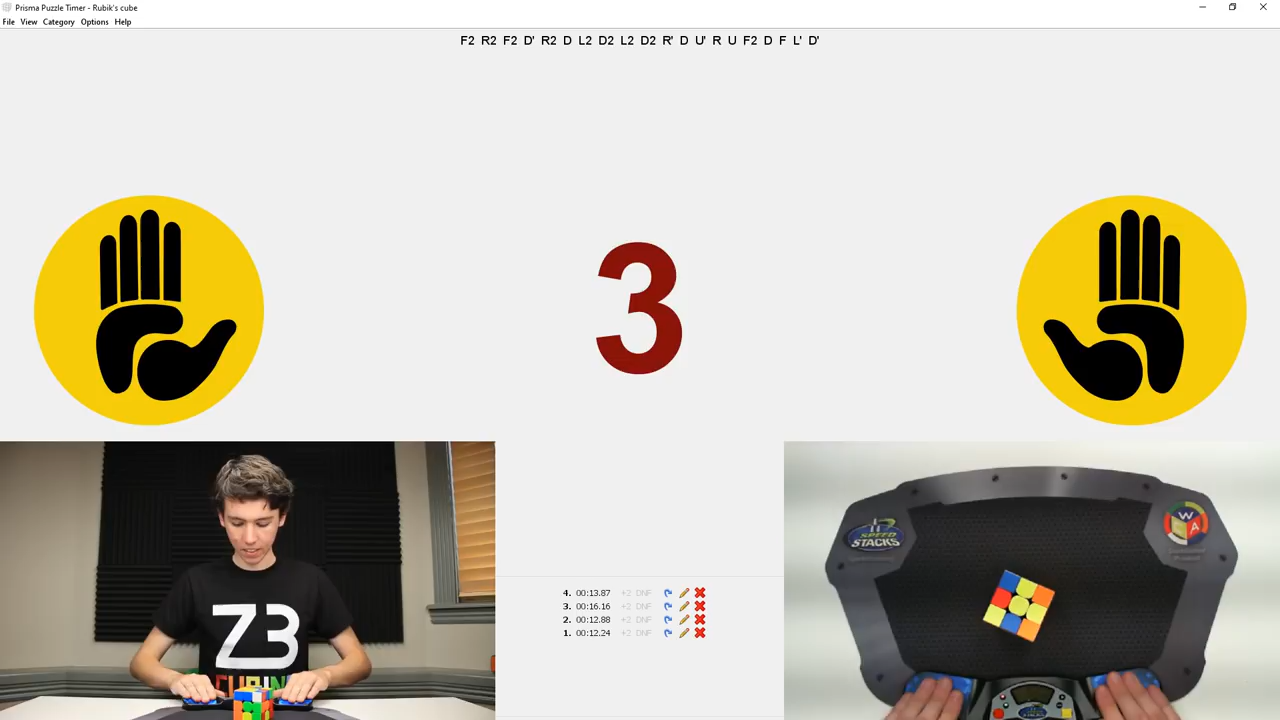 Prisma Puzzle Timer - Rubik's cube
File View Category Options Help
F2 R2 F2 D' R2 D L2 D2 L2 D2 R' D U' R U F2 D F L' D'
3
4. 00:13.87 +2 DNF
3. 00:16.16 +2 DNF
2. 00:12.88 +2 DNF
1. 00:12.24 +2 DNF
Z3
CUBIN
SPEED
STACKS
W
A